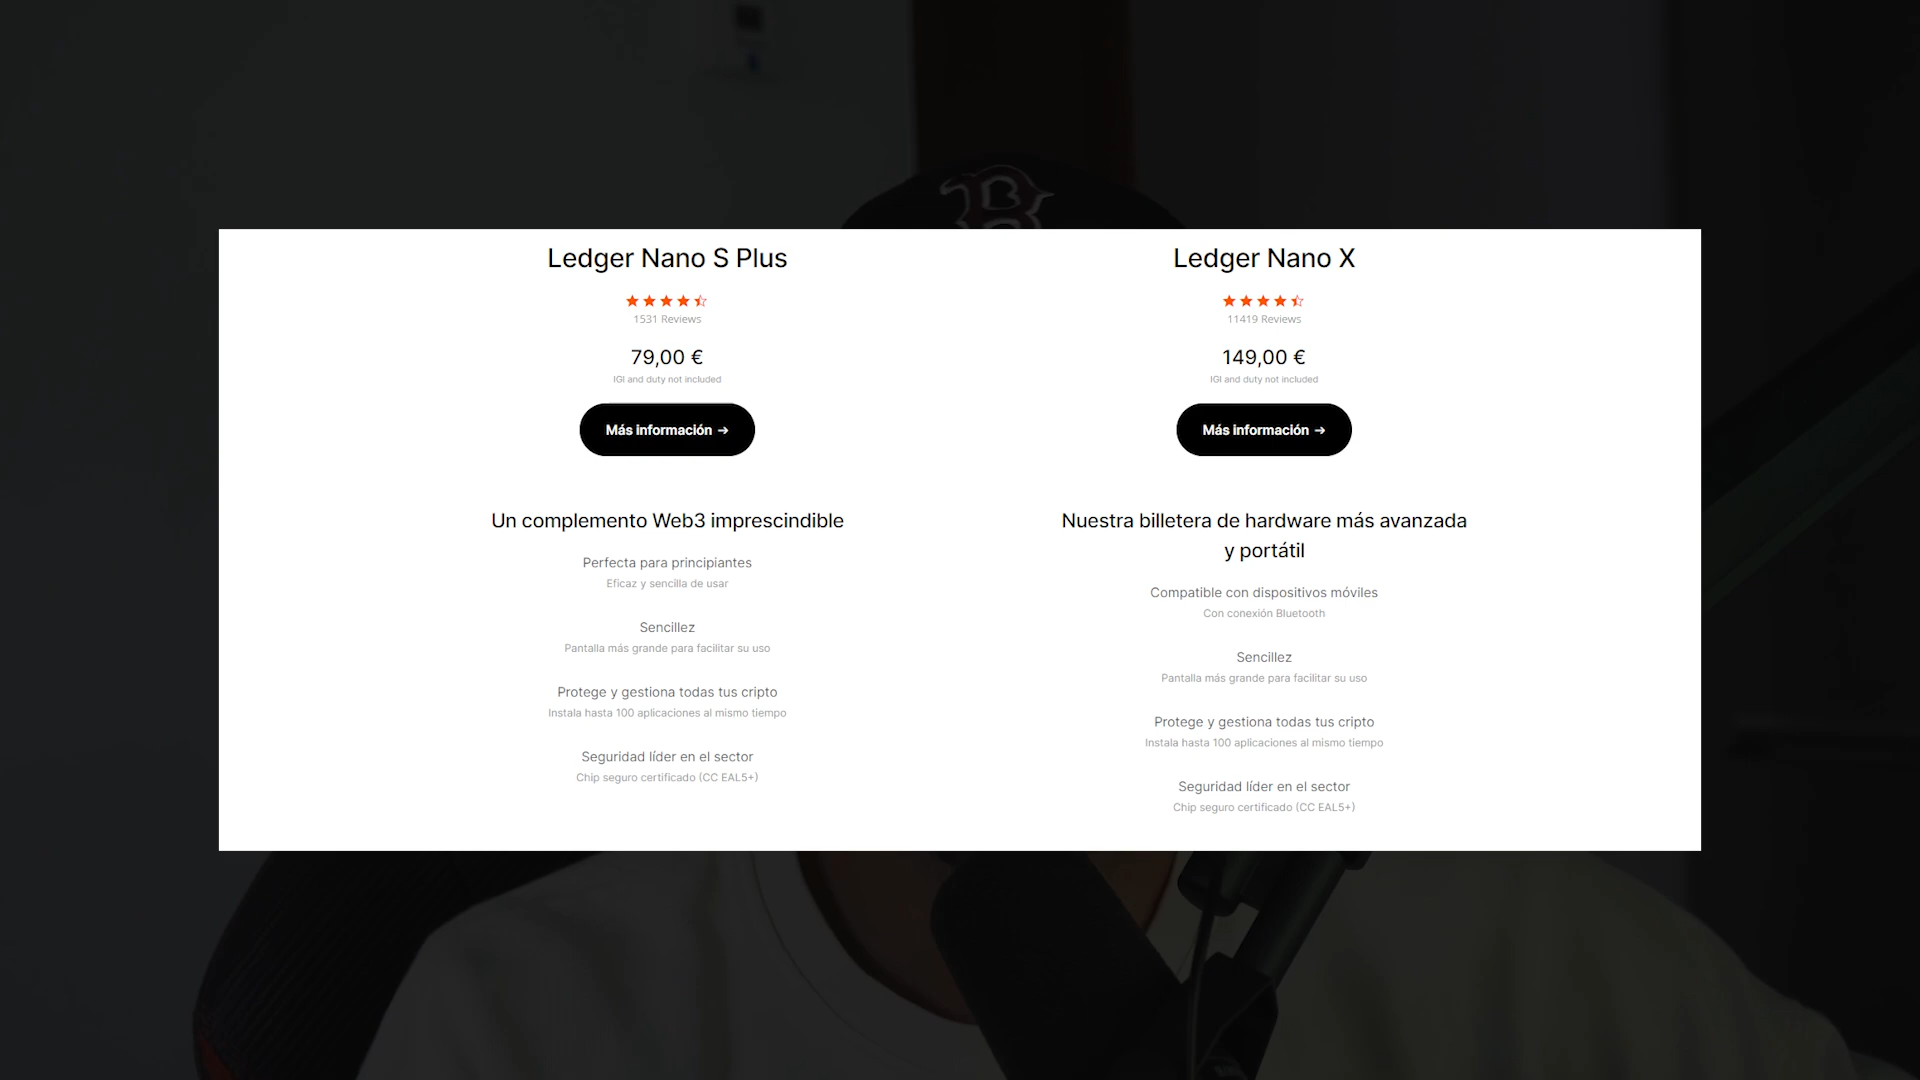 B
Ledger Nano S Plus
1531 Reviews
79,00 €
IGI and duty not included
Más información →
Un complemento Web3 imprescindible
Perfecta para principiantes
Eficaz y sencilla de usar
Sencillez
Pantalla más grande para facilitar su uso
Protege y gestiona todas tus cripto
Instala hasta 100 aplicaciones al mismo tiempo
Seguridad líder en el sector
Chip seguro certificado (CC EAL5+)
Ledger Nano X
11419 Reviews
149,00 €
IGI and duty not included
Más información →
Nuestra billetera de hardware más avanzada
y portátil
Compatible con dispositivos móviles
Con conexión Bluetooth
Sencillez
Pantalla más grande para facilitar su uso
Protege y gestiona todas tus cripto
Instala hasta 100 aplicaciones al mismo tiempo
Seguridad líder en el sector
Chip seguro certificado (CC EAL5+)